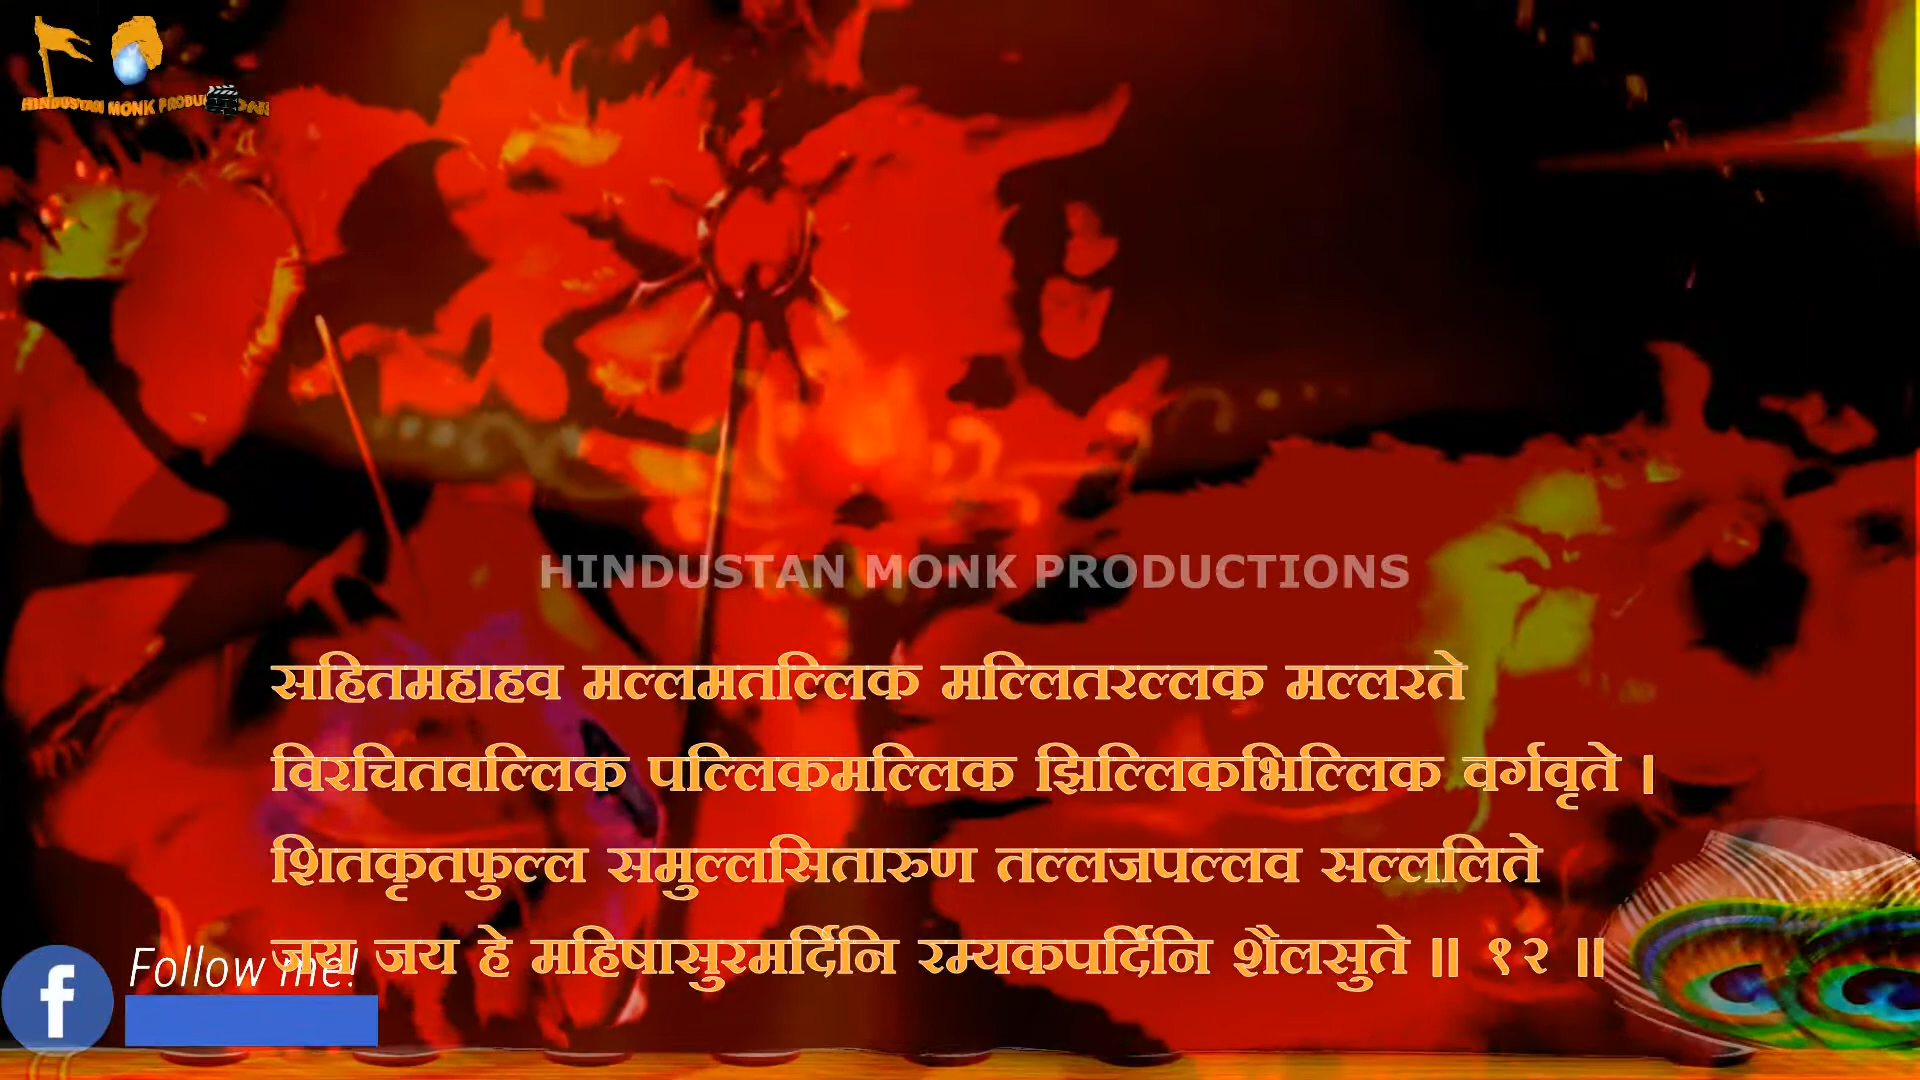 HINDUSTAN MONK
HINDUSTAN MONK PRODUCTIONS
सहितमहाहव मल्लमतल्लिक मल्लितरल्लक मल्लरते
विरचितवल्लिक पल्लिकमल्लिक झिल्लिकभिल्लिक वर्गवृते ।
शितकृतफुल्ल समुल्लसितारुण तल्लजपल्लव सल्ललिते
जय जय हे महिषासुरमर्दिनि रम्यकपर्दिनि शैलसुते ॥ १२ ॥
Follow me!